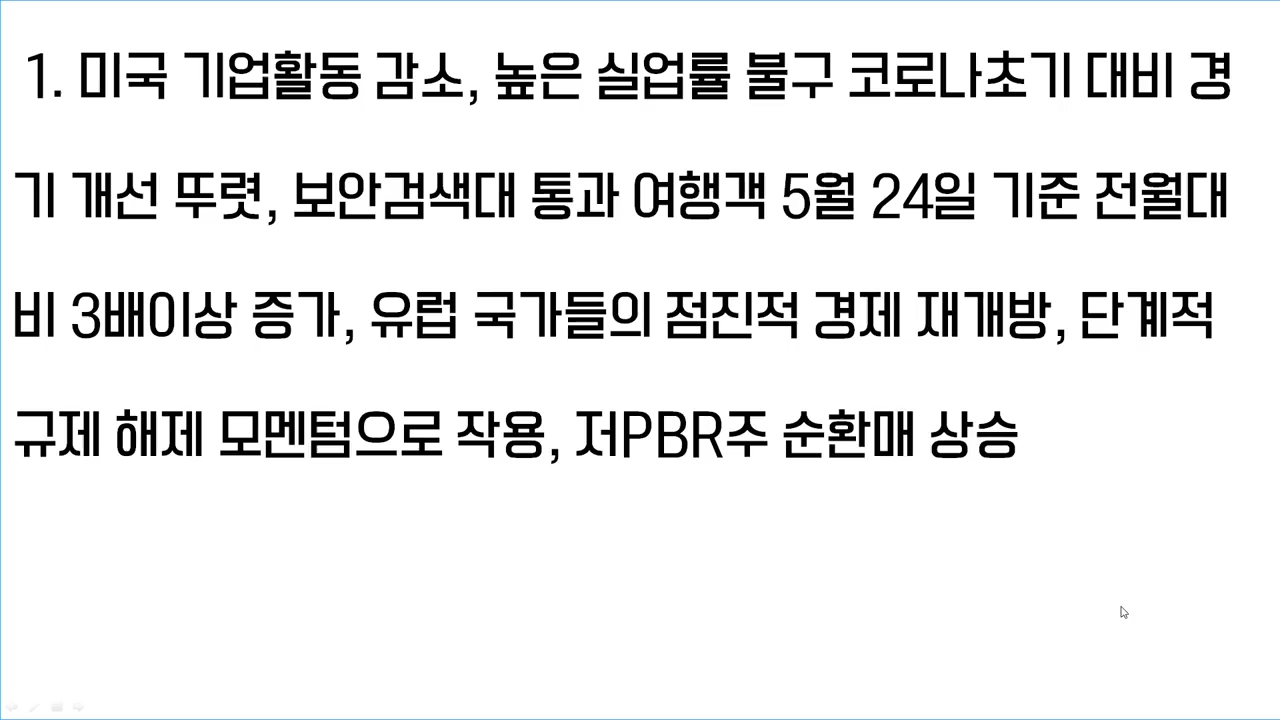 1. 미국 기업활동 감소, 높은 실업률 불구 코로나초기 대비 경
기 개선 뚜렷, 보안검색대 통과 여행객 5월 24일 기준 전월대
비 3배이상 증가, 유럽 국가들의 점진적 경제 재개방, 단계적
규제 해제 모멘텀으로 작용, 저PBR주 순환매 상승